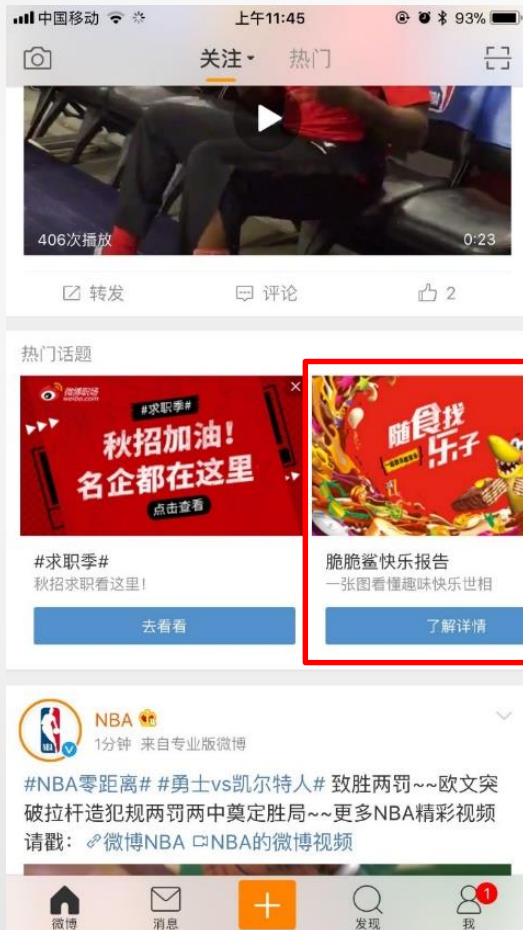 中国移动 上午11:45 93%
关注 热门
406次播放 0:23
转发 评论 2
热门话题
微博职场
weibo.com
#求职季#
秋招加油!
名企都在这里
点击查看
随食找
乐子
#求职季#
秋招求职看这里!
去看看
脆脆鲨快乐报告
一张图看懂趣味快乐世相
了解详情
NBA
1分钟 来自专业版微博
#NBA零距离# #勇士vs凯尔特人# 致胜两罚~~欧文突
破拉杆造犯规两罚两中奠定胜局~~更多NBA精彩视频
请戳: 微博NBA NBA的微博视频
微博 消息 发现 我 1